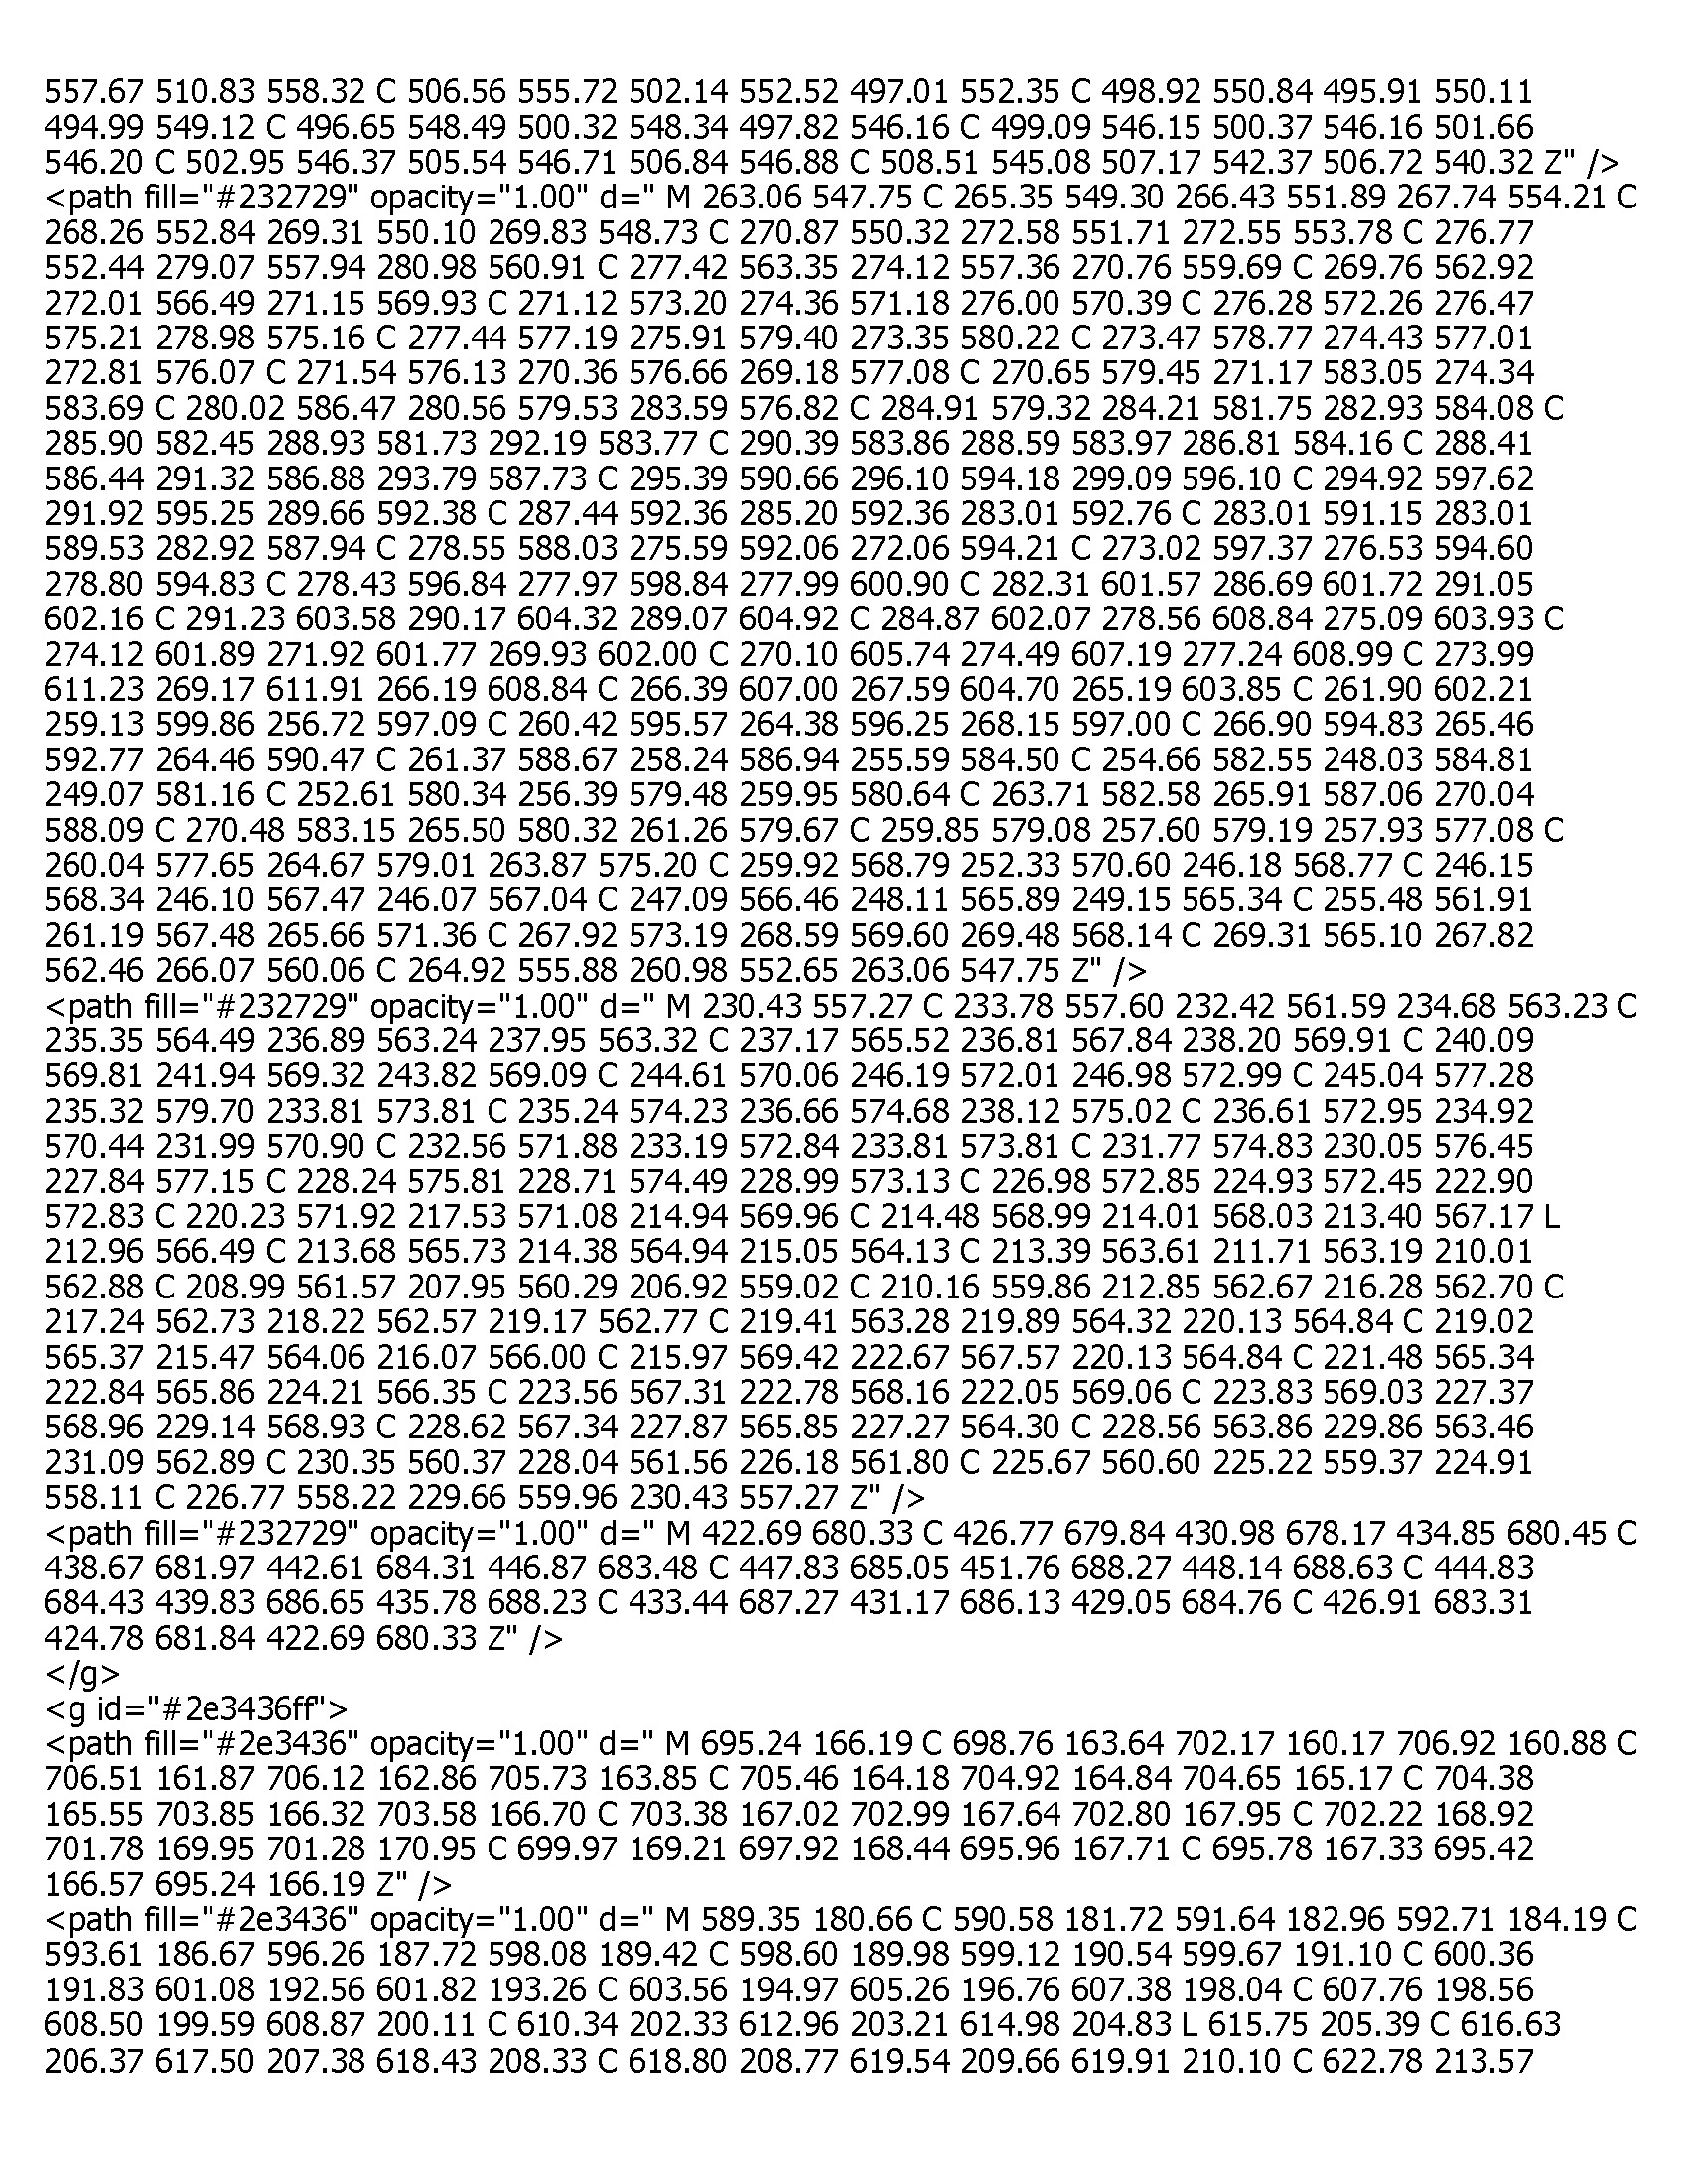 557.67 510.83 558.32 C 506.56 555.72 502.14 552.52 497.01 552.35 C 498.92 550.84 495.91 550.11
494.99 549.12 C 496.65 548.49 500.32 548.34 497.82 546.16 C 499.09 546.15 500.37 546.16 501.66
546.20 C 502.95 546.37 505.54 546.71 506.84 546.88 C 508.51 545.08 507.17 542.37 506.72 540.32 Z" />
<path fill="#232729" opacity="1.00" d=" M 263.06 547.75 C 265.35 549.30 266.43 551.89 267.74 554.21 C
268.26 552.84 269.31 550.10 269.83 548.73 C 270.87 550.32 272.58 551.71 272.55 553.78 C 276.77
552.44 279.07 557.94 280.98 560.91 C 277.42 563.35 274.12 557.36 270.76 559.69 C 269.76 562.92
272.01 566.49 271.15 569.93 C 271.12 573.20 274.36 571.18 276.00 570.39 C 276.28 572.26 276.47
575.21 278.98 575.16 C 277.44 577.19 275.91 579.40 273.35 580.22 C 273.47 578.77 274.43 577.01
272.81 576.07 C 271.54 576.13 270.36 576.66 269.18 577.08 C 270.65 579.45 271.17 583.05 274.34
583.69 C 280.02 586.47 280.56 579.53 283.59 576.82 C 284.91 579.32 284.21 581.75 282.93 584.08 C
285.90 582.45 288.93 581.73 292.19 583.77 C 290.39 583.86 288.59 583.97 286.81 584.16 C 288.41
586.44 291.32 586.88 293.79 587.73 C 295.39 590.66 296.10 594.18 299.09 596.10 C 294.92 597.62
291.92 595.25 289.66 592.38 C 287.44 592.36 285.20 592.36 283.01 592.76 C 283.01 591.15 283.01
589.53 282.92 587.94 C 278.55 588.03 275.59 592.06 272.06 594.21 C 273.02 597.37 276.53 594.60
278.80 594.83 C 278.43 596.84 277.97 598.84 277.99 600.90 C 282.31 601.57 286.69 601.72 291.05
602.16 C 291.23 603.58 290.17 604.32 289.07 604.92 C 284.87 602.07 278.56 608.84 275.09 603.93 C
274.12 601.89 271.92 601.77 269.93 602.00 C 270.10 605.74 274.49 607.19 277.24 608.99 C 273.99
611.23 269.17 611.91 266.19 608.84 C 266.39 607.00 267.59 604.70 265.19 603.85 C 261.90 602.21
259.13 599.86 256.72 597.09 C 260.42 595.57 264.38 596.25 268.15 597.00 C 266.90 594.83 265.46
592.77 264.46 590.47 C 261.37 588.67 258.24 586.94 255.59 584.50 C 254.66 582.55 248.03 584.81
249.07 581.16 C 252.61 580.34 256.39 579.48 259.95 580.64 C 263.71 582.58 265.91 587.06 270.04
588.09 C 270.48 583.15 265.50 580.32 261.26 579.67 C 259.85 579.08 257.60 579.19 257.93 577.08 C
260.04 577.65 264.67 579.01 263.87 575.20 C 259.92 568.79 252.33 570.60 246.18 568.77 C 246.15
568.34 246.10 567.47 246.07 567.04 C 247.09 566.46 248.11 565.89 249.15 565.34 C 255.48 561.91
261.19 567.48 265.66 571.36 C 267.92 573.19 268.59 569.60 269.48 568.14 C 269.31 565.10 267.82
562.46 266.07 560.06 C 264.92 555.88 260.98 552.65 263.06 547.75 Z" />
<path fill="#232729" opacity="1.00" d=" M 230.43 557.27 C 233.78 557.60 232.42 561.59 234.68 563.23 C
235.35 564.49 236.89 563.24 237.95 563.32 C 237.17 565.52 236.81 567.84 238.20 569.91 C 240.09
569.81 241.94 569.32 243.82 569.09 C 244.61 570.06 246.19 572.01 246.98 572.99 C 245.04 577.28
235.32 579.70 233.81 573.81 C 235.24 574.23 236.66 574.68 238.12 575.02 C 236.61 572.95 234.92
570.44 231.99 570.90 C 232.56 571.88 233.19 572.84 233.81 573.81 C 231.77 574.83 230.05 576.45
227.84 577.15 C 228.24 575.81 228.71 574.49 228.99 573.13 C 226.98 572.85 224.93 572.45 222.90
572.83 C 220.23 571.92 217.53 571.08 214.94 569.96 C 214.48 568.99 214.01 568.03 213.40 567.17 L
212.96 566.49 C 213.68 565.73 214.38 564.94 215.05 564.13 C 213.39 563.61 211.71 563.19 210.01
562.88 C 208.99 561.57 207.95 560.29 206.92 559.02 C 210.16 559.86 212.85 562.67 216.28 562.70 C
217.24 562.73 218.22 562.57 219.17 562.77 C 219.41 563.28 219.89 564.32 220.13 564.84 C 219.02
565.37 215.47 564.06 216.07 566.00 C 215.97 569.42 222.67 567.57 220.13 564.84 C 221.48 565.34
222.84 565.86 224.21 566.35 C 223.56 567.31 222.78 568.16 222.05 569.06 C 223.83 569.03 227.37
568.96 229.14 568.93 C 228.62 567.34 227.87 565.85 227.27 564.30 C 228.56 563.86 229.86 563.46
231.09 562.89 C 230.35 560.37 228.04 561.56 226.18 561.80 C 225.67 560.60 225.22 559.37 224.91
558.11 C 226.77 558.22 229.66 559.96 230.43 557.27 Z" />
<path fill="#232729" opacity="1.00" d=" M 422.69 680.33 C 426.77 679.84 430.98 678.17 434.85 680.45 C
438.67 681.97 442.61 684.31 446.87 683.48 C 447.83 685.05 451.76 688.27 448.14 688.63 C 444.83
684.43 439.83 686.65 435.78 688.23 C 433.44 687.27 431.17 686.13 429.05 684.76 C 426.91 683.31
424.78 681.84 422.69 680.33 Z" />
</g>
<g id="#2e3436ff">
<path fill="#2e3436" opacity="1.00" d=" M 695.24 166.19 C 698.76 163.64 702.17 160.17 706.92 160.88 C
706.51 161.87 706.12 162.86 705.73 163.85 C 705.46 164.18 704.92 164.84 704.65 165.17 C 704.38
165.55 703.85 166.32 703.58 166.70 C 703.38 167.02 702.99 167.64 702.80 167.95 C 702.22 168.92
701.78 169.95 701.28 170.95 C 699.97 169.21 697.92 168.44 695.96 167.71 C 695.78 167.33 695.42
166.57 695.24 166.19 Z" />
<path fill="#2e3436" opacity="1.00" d=" M 589.35 180.66 C 590.58 181.72 591.64 182.96 592.71 184.19 C
593.61 186.67 596.26 187.72 598.08 189.42 C 598.60 189.98 599.12 190.54 599.67 191.10 C 600.36
191.83 601.08 192.56 601.82 193.26 C 603.56 194.97 605.26 196.76 607.38 198.04 C 607.76 198.56
608.50 199.59 608.87 200.11 C 610.34 202.33 612.96 203.21 614.98 204.83 L 615.75 205.39 C 616.63
206.37 617.50 207.38 618.43 208.33 C 618.80 208.77 619.54 209.66 619.91 210.10 C 622.78 213.57